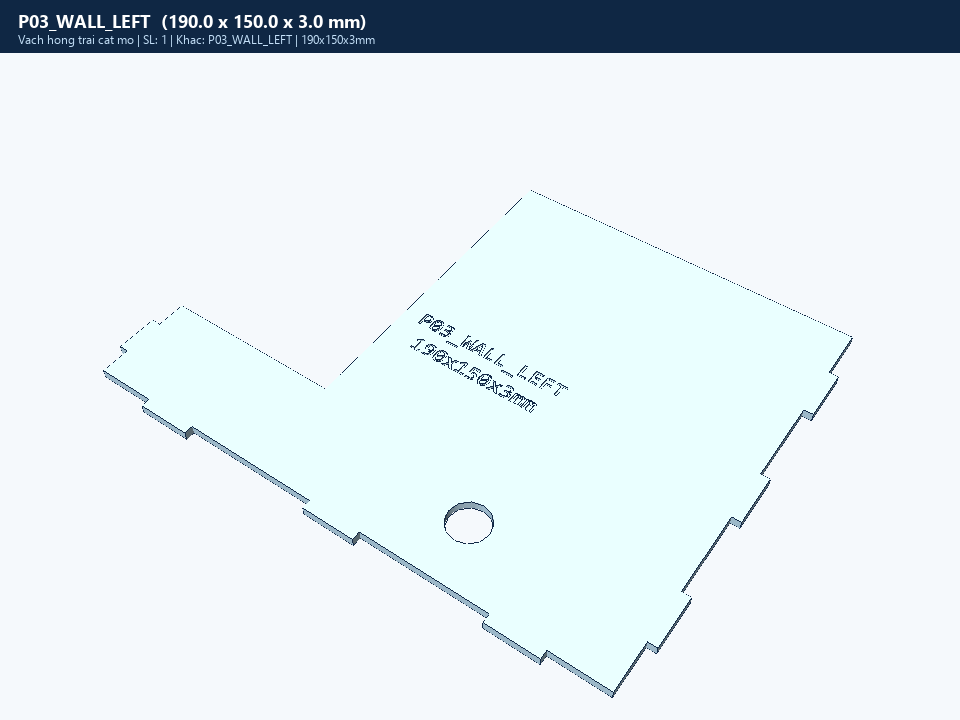 P03_WALL_LEFT (190.0 x 150.0 x 3.0 mm)
Vach hong trai cat mo | SL: 1 | Khac: P03_WALL_LEFT | 190x150x3mm
P03_WALL_LEFT
190x150x3mm